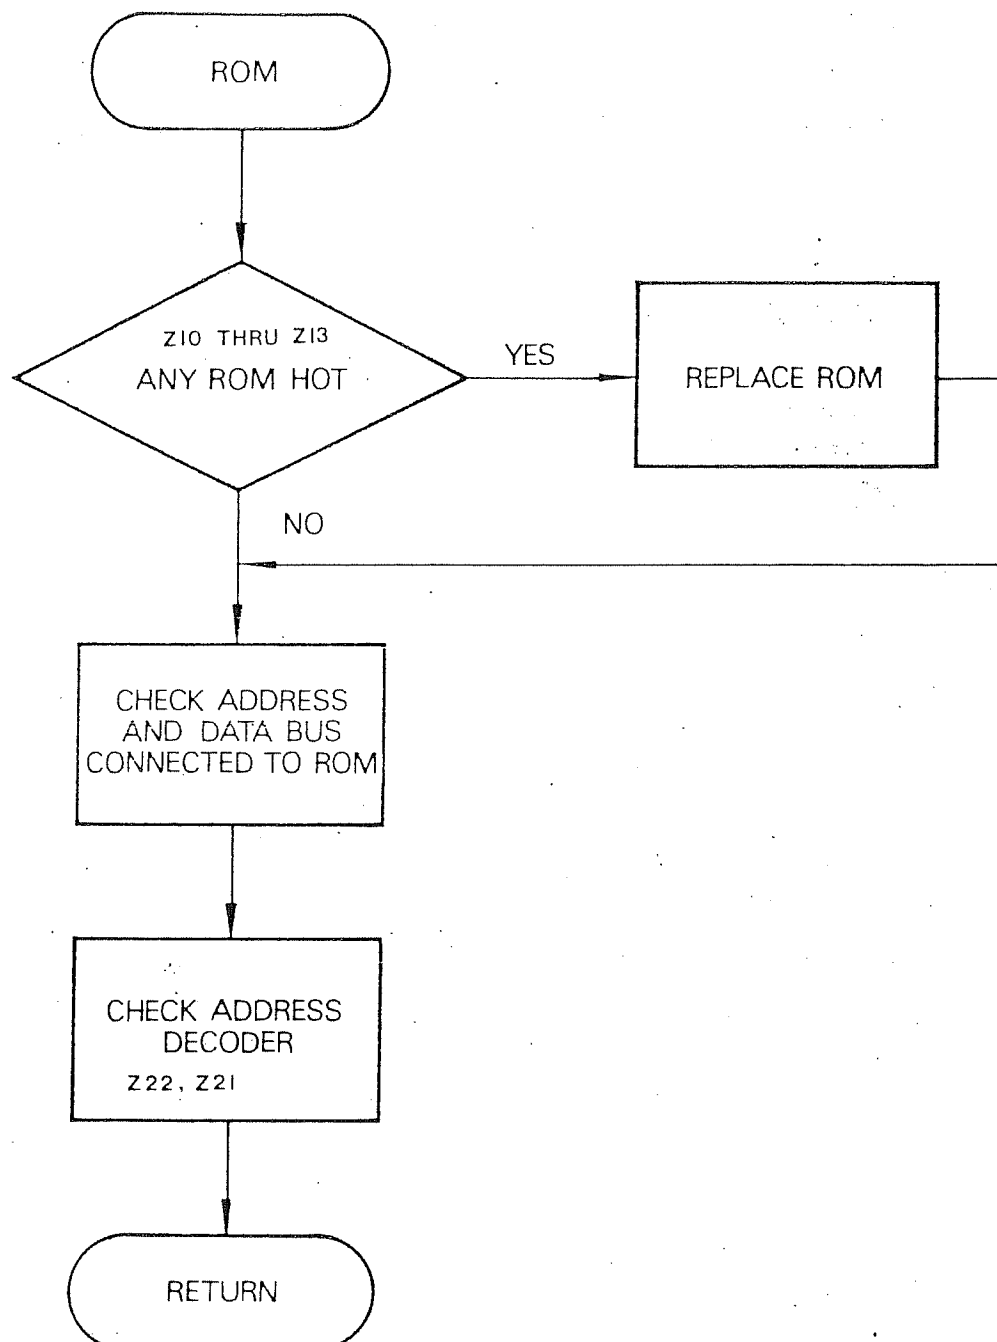 ROM
Z10 THRU Z13
ANY ROM HOT
YES
REPLACE ROM
NO
CHECK ADDRESS
AND DATA BUS
CONNECTED TO ROM
CHECK ADDRESS
DECODER
Z22, Z21
RETURN